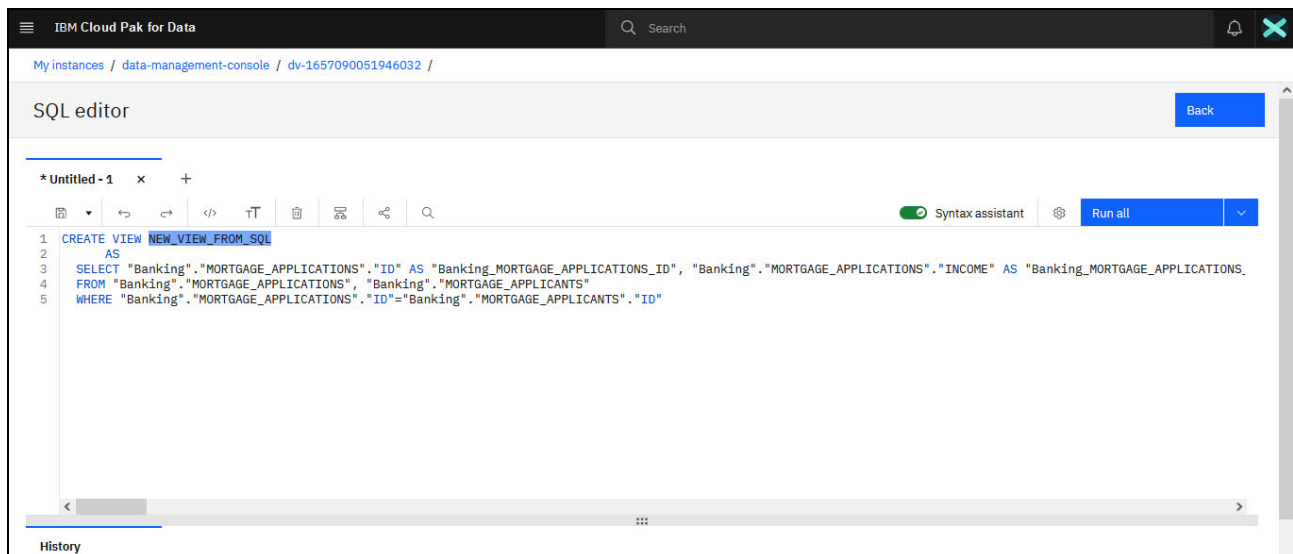 IBM Cloud Pak for Data
Search
My instances / data-management-console / dv-1657090051946032 /
SQL editor
Back
* Untitled - 1 × +
</> TT Syntax assistant Run all
1 CREATE VIEW NEW_VIEW_FROM_SQL
2 AS
3 SELECT "Banking"."MORTGAGE_APPLICATIONS"."ID" AS "Banking_MORTGAGE_APPLICATIONS_ID", "Banking"."MORTGAGE_APPLICATIONS"."INCOME" AS "Banking_MORTGAGE_APPLICATIONS_
4 FROM "Banking"."MORTGAGE_APPLICATIONS", "Banking"."MORTGAGE_APPLICANTS"
5 WHERE "Banking"."MORTGAGE_APPLICATIONS"."ID"="Banking"."MORTGAGE_APPLICANTS"."ID"
History